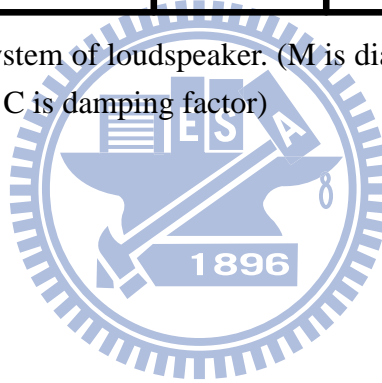 ystem of loudspeaker. (M is dia
C is damping factor)
E S A
1896